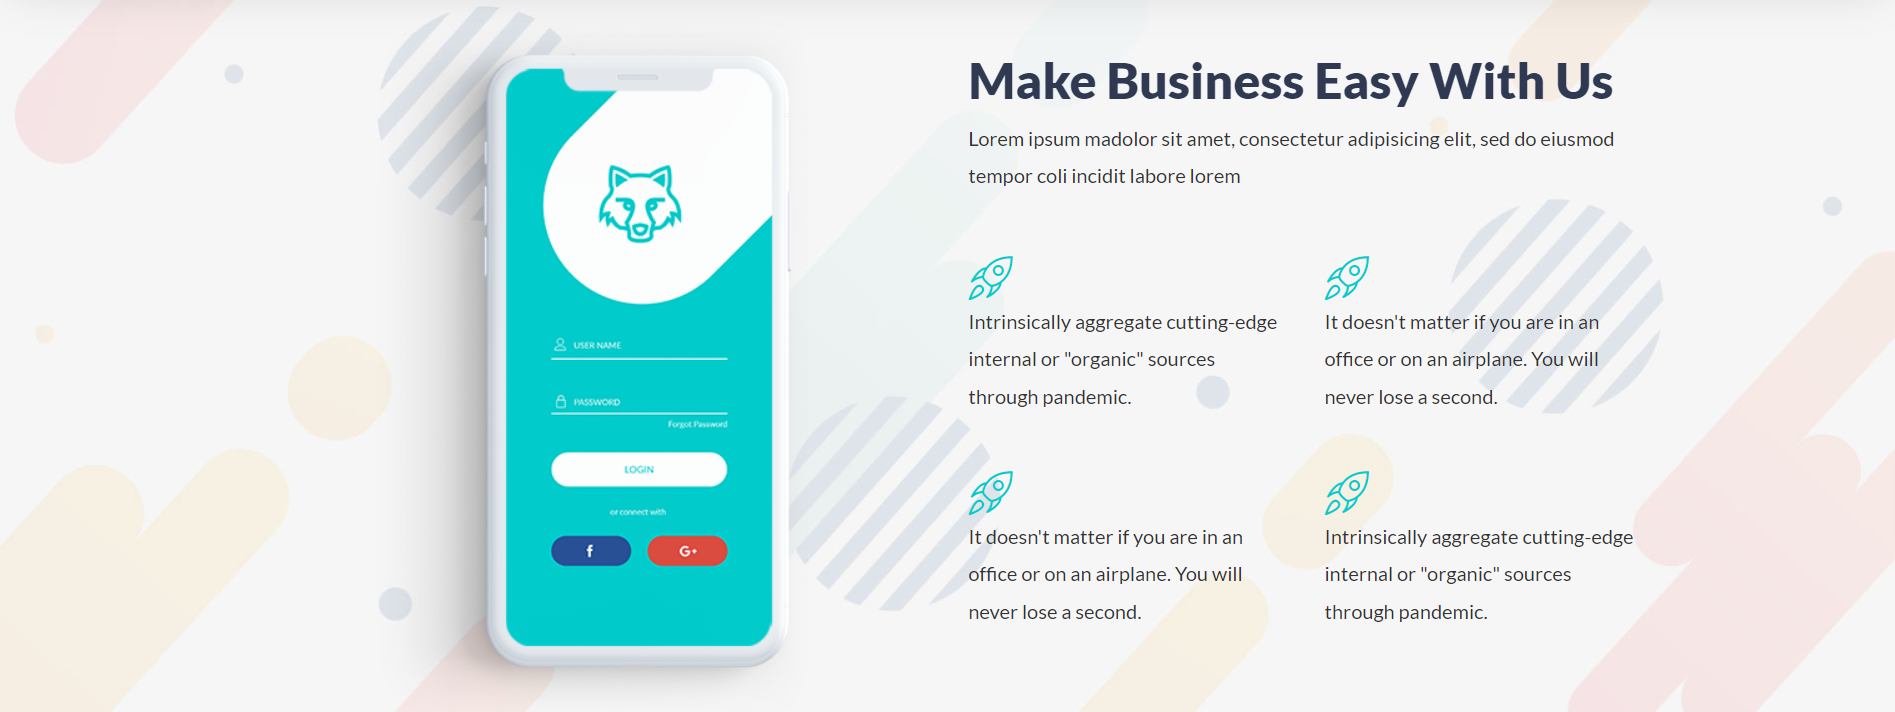 Make Business Easy With Us
Lorem ipsum madolor sit amet, consectetur adipisicing elit, sed do eiusmod
tempor coli incidit labore lorem
Intrinsically aggregate cutting-edge
internal or "organic" sources
through pandemic.
It doesn't matter if you are in an
office or on an airplane. You will
never lose a second.
It doesn't matter if you are in an
office or on an airplane. You will
never lose a second.
Intrinsically aggregate cutting-edge
internal or "organic" sources
through pandemic.
USER NAME
PASSWORD
Forgot Password
LOGIN
or connect with
f
G+